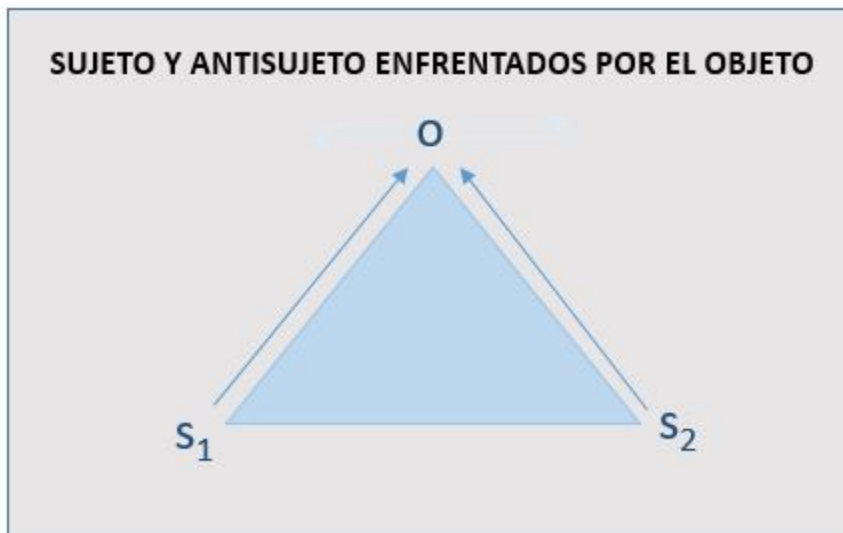 SUJETO Y ANTISUJETO ENFRENTADOS POR EL OBJETO
O
S₁
S₂